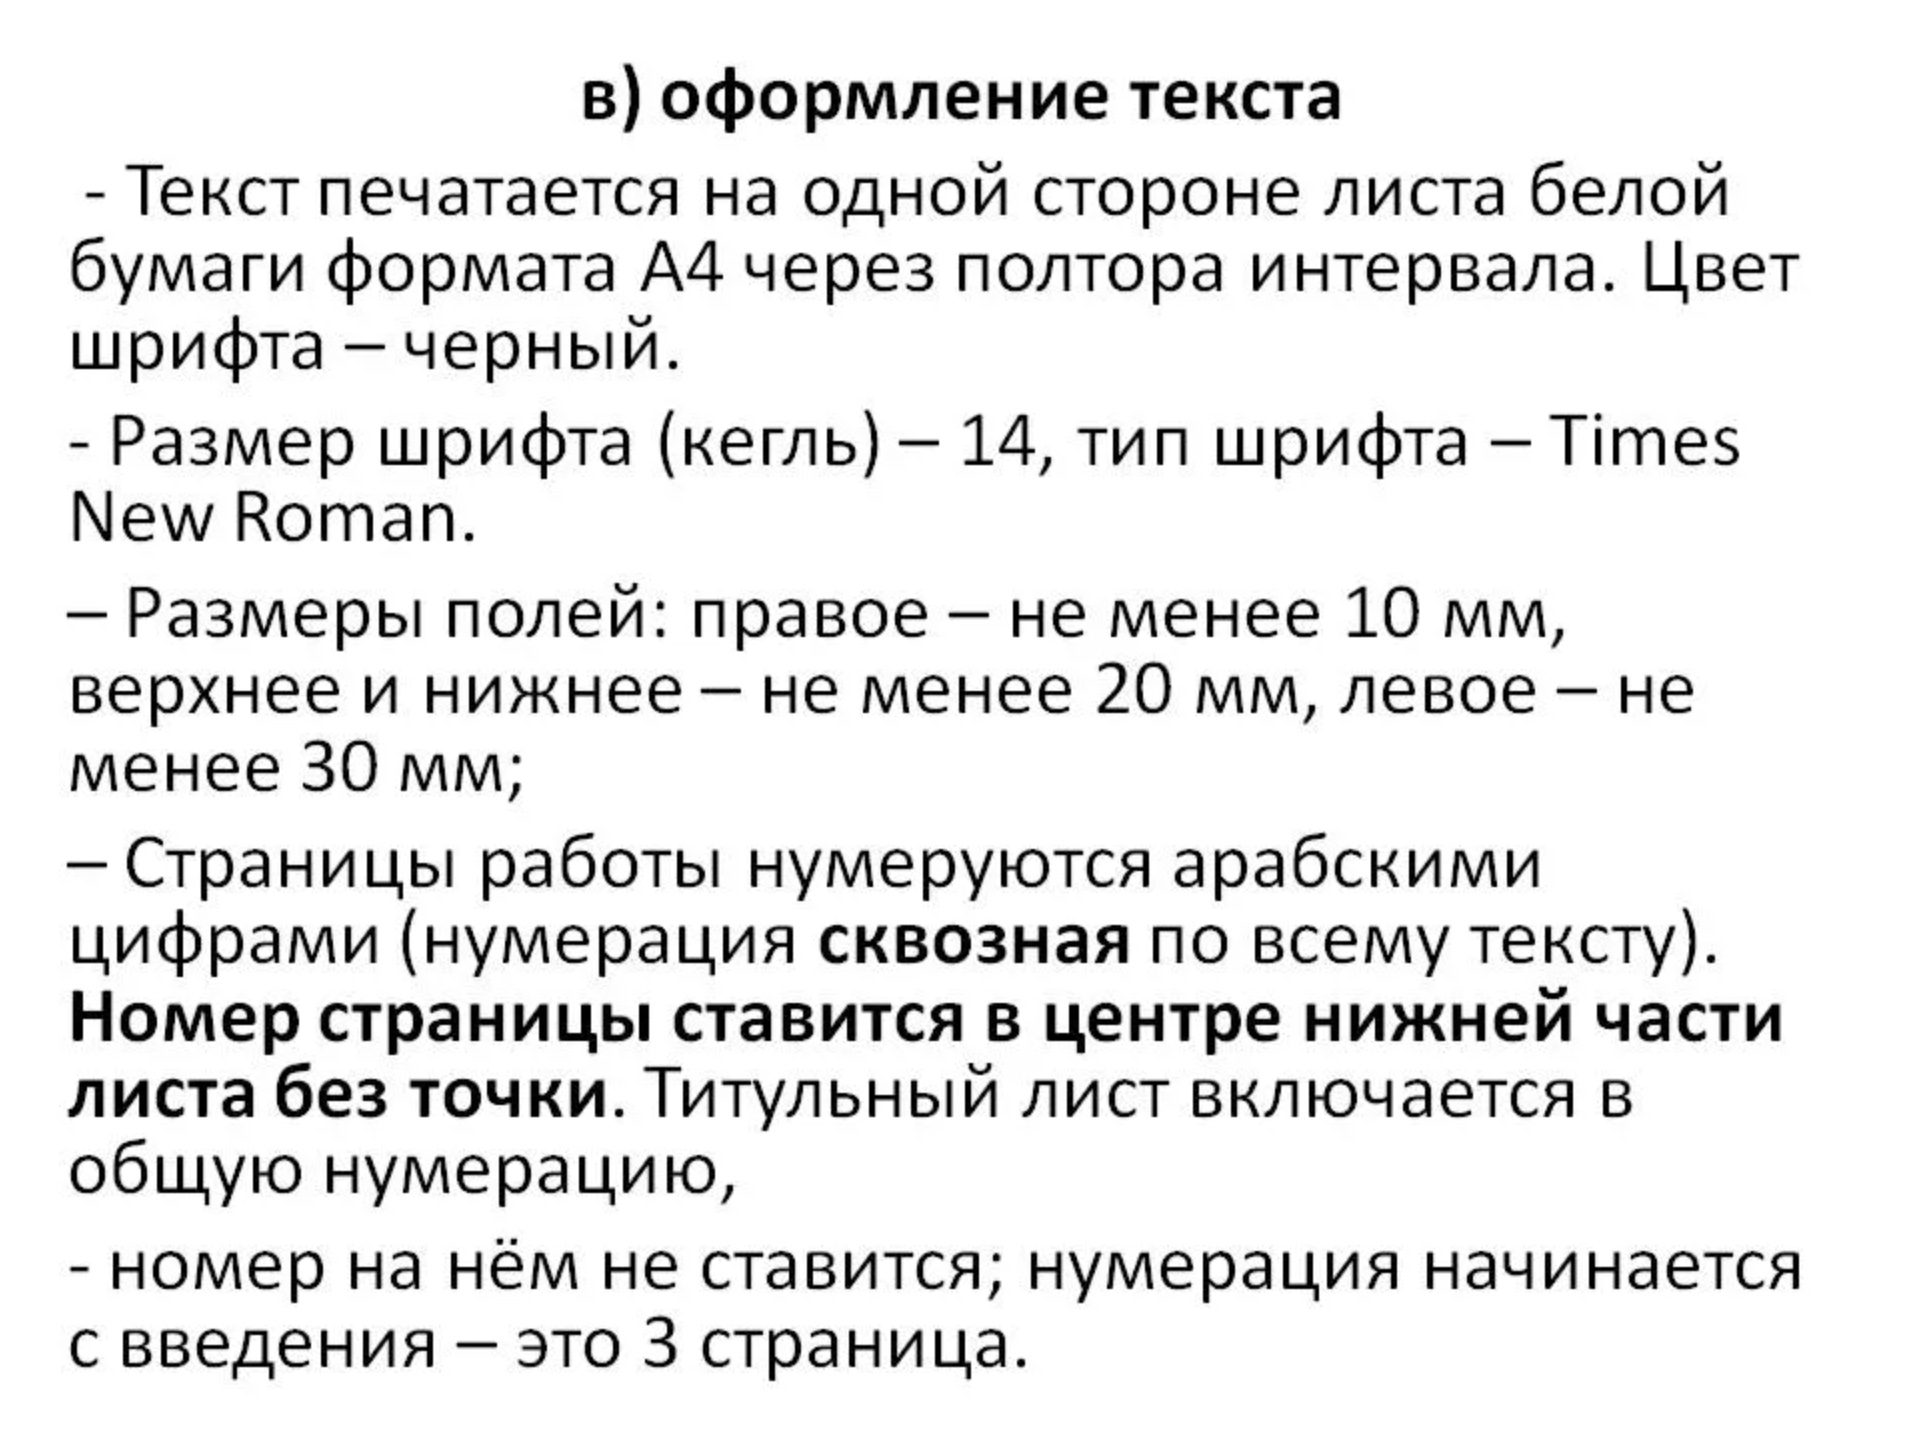 в) оформление текста
- Текст печатается на одной стороне листа белой
бумаги формата А4 через полтора интервала. Цвет
шрифта – черный.
- Размер шрифта (кегль) – 14, тип шрифта – Times
New Roman.
– Размеры полей: правое – не менее 10 мм,
верхнее и нижнее – не менее 20 мм, левое – не
менее 30 мм;
– Страницы работы нумеруются арабскими
цифрами (нумерация сквозная по всему тексту).
Номер страницы ставится в центре нижней части
листа без точки. Титульный лист включается в
общую нумерацию,
- номер на нём не ставится; нумерация начинается
с введения – это 3 страница.